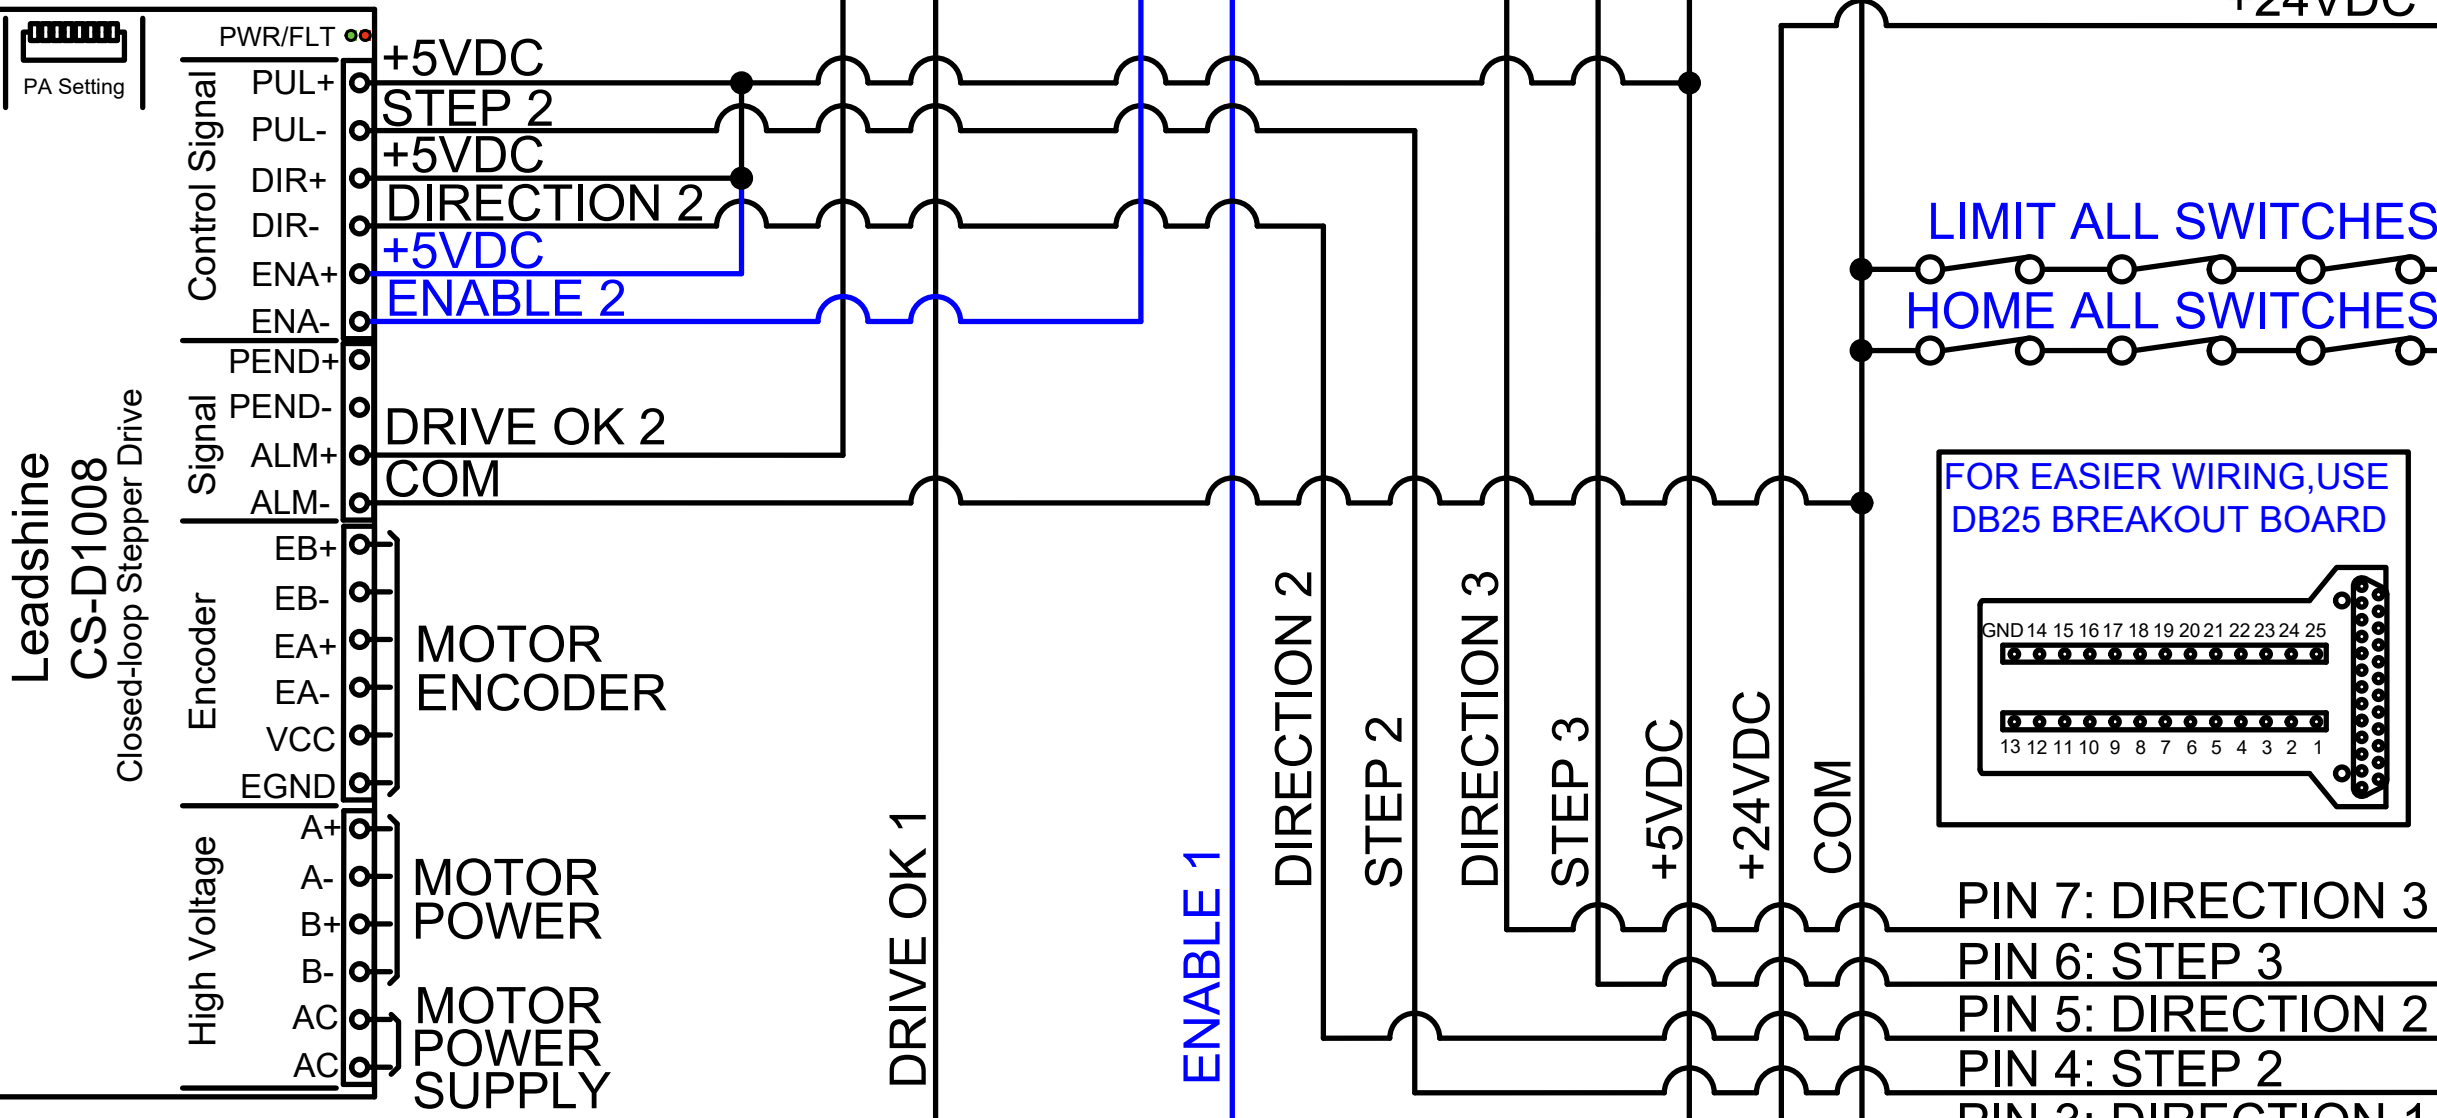 +24VDC
PWR/FLT
PA Setting
Control Signal
PUL+
+5VDC
PUL-
STEP 2
DIR+
+5VDC
DIR-
DIRECTION 2
ENA+
+5VDC
ENA-
ENABLE 2
Signal
PEND+
PEND-
ALM+
DRIVE OK 2
ALM-
COM
Leadshine
CS-D1008
Closed-loop Stepper Drive
Encoder
EB+
EB-
EA+
EA-
VCC
EGND
MOTOR
ENCODER
High Voltage
A+
A-
B+
B-
MOTOR
POWER
AC
AC
MOTOR
POWER
SUPPLY
DRIVE OK 1
ENABLE 1
DIRECTION 2
STEP 2
DIRECTION 3
STEP 3
+5VDC
+24VDC
COM
LIMIT ALL SWITCHES
HOME ALL SWITCHES
FOR EASIER WIRING,USE
DB25 BREAKOUT BOARD
GND 14 15 16 17 18 19 20 21 22 23 24 25
13 12 11 10 9 8 7 6 5 4 3 2 1
PIN 7: DIRECTION 3
PIN 6: STEP 3
PIN 5: DIRECTION 2
PIN 4: STEP 2
PIN 3: DIRECTION 1